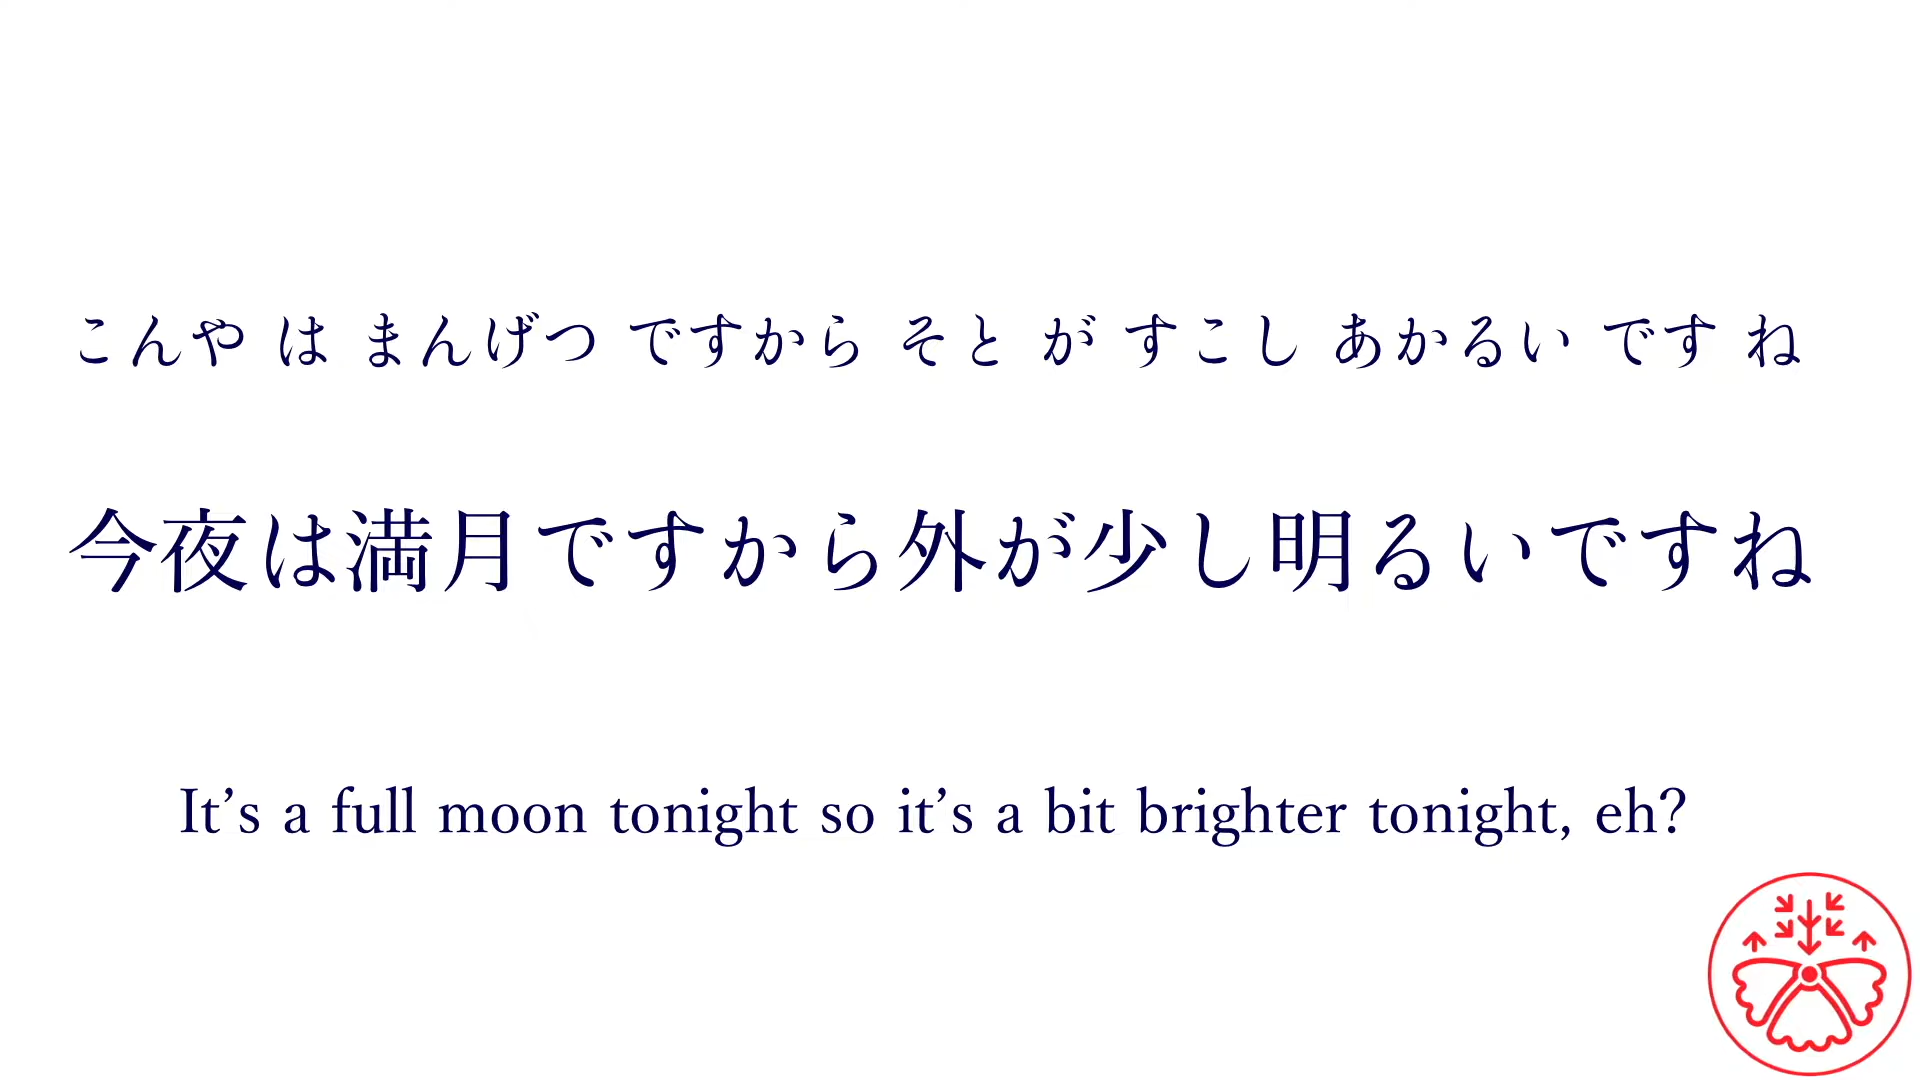 こんや は まんげつ ですから そと が すこし あかるい です ね
今夜は満月ですから外が少し明るいですね
It’s a full moon tonight so it’s a bit brighter tonight, eh?